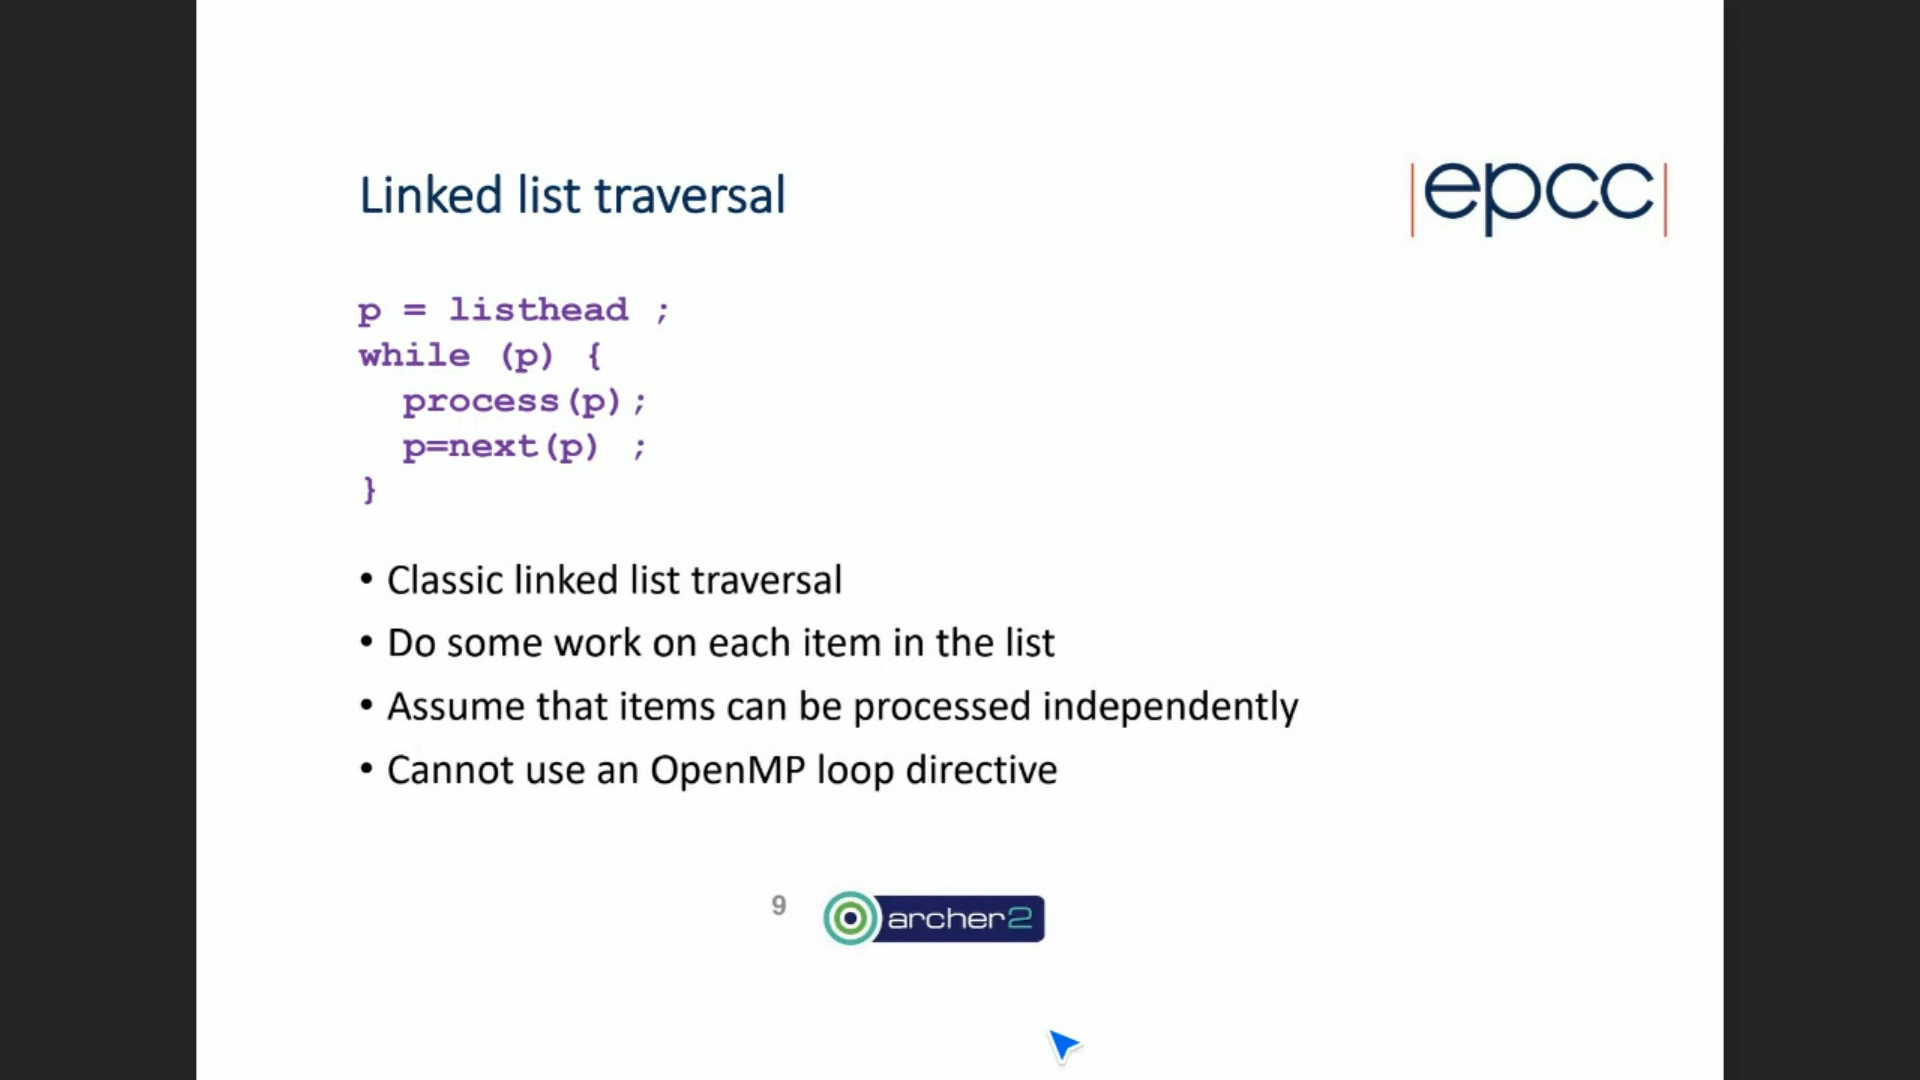 Linked list traversal
|epcc|
p = listhead ;
while (p) {
process(p);
p=next(p) ;
}
• Classic linked list traversal
• Do some work on each item in the list
• Assume that items can be processed independently
• Cannot use an OpenMP loop directive
9
archer2